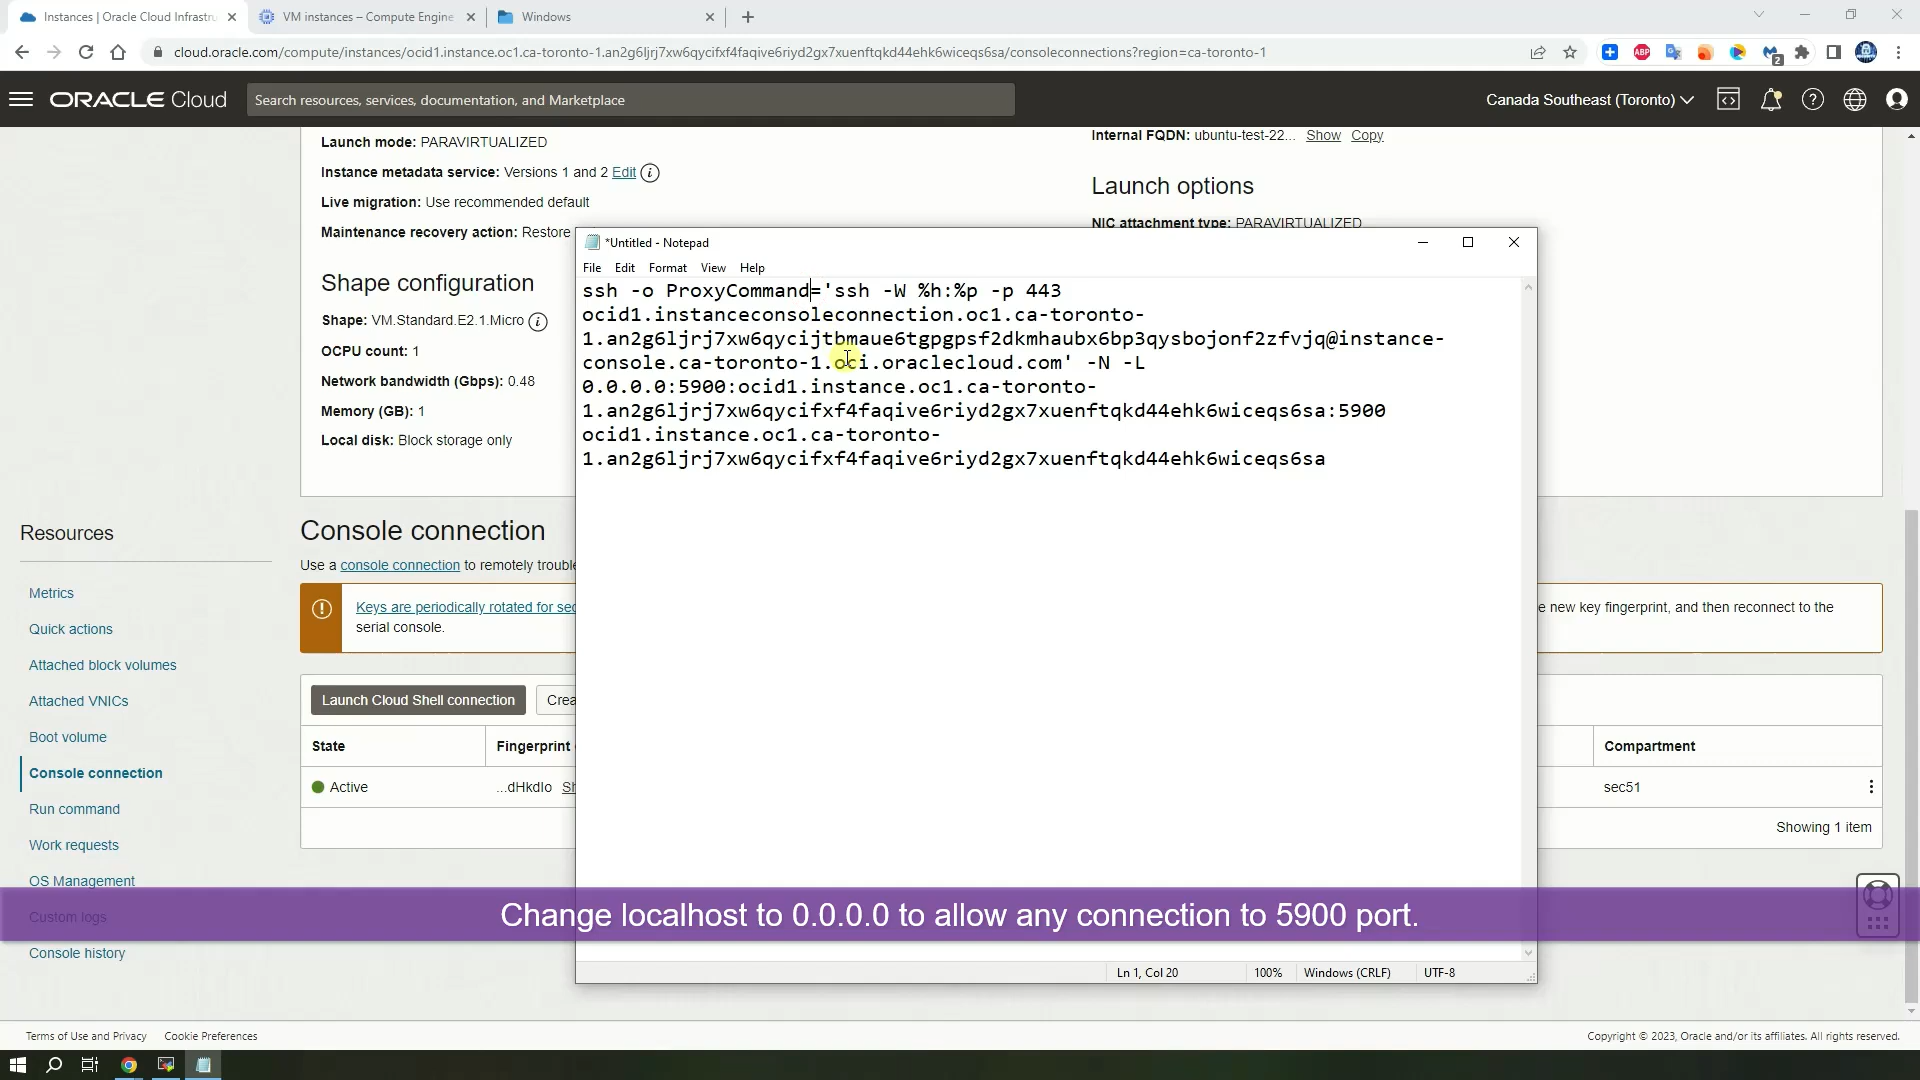 Instances | Oracle Cloud Infrastru
VM instances – Compute Engine
Windows
cloud.oracle.com/compute/instances/ocid1.instance.oc1.ca-toronto-1.an2g6ljrj7xw6qycifxf4faqive6riyd2gx7xuenftqkd44ehk6wiceqs6sa/consoleconnections?region=ca-toronto-1
ABP
2
ORACLE Cloud
Search resources, services, documentation, and Marketplace
Canada Southeast (Toronto)
Launch mode: PARAVIRTUALIZED
Internal FQDN: ubuntu-test-22... Show Copy
Instance metadata service: Versions 1 and 2 Edit
Launch options
Live migration: Use recommended default
NIC attachment type: PARAVIRTUALIZED
Maintenance recovery action: Restore
Shape configuration
Shape: VM.Standard.E2.1.Micro
OCPU count: 1
Network bandwidth (Gbps): 0.48
Memory (GB): 1
Local disk: Block storage only
*Untitled - Notepad
File Edit Format View Help
ssh -o ProxyCommand='ssh -W %h:%p -p 443
ocid1.instanceconsoleconnection.oc1.ca-toronto-
1.an2g6ljrj7xw6qycijtbmaue6tgpgpsf2dkmhaubx6bp3qysbojonf2zfvjq@instance-
console.ca-toronto-1.oci.oraclecloud.com' -N -L
0.0.0.0:5900:ocid1.instance.oc1.ca-toronto-
1.an2g6ljrj7xw6qycifxf4faqive6riyd2gx7xuenftqkd44ehk6wiceqs6sa:5900
ocid1.instance.oc1.ca-toronto-
1.an2g6ljrj7xw6qycifxf4faqive6riyd2gx7xuenftqkd44ehk6wiceqs6sa
Ln 1, Col 20
100%
Windows (CRLF)
UTF-8
Resources
Metrics
Quick actions
Attached block volumes
Attached VNICs
Boot volume
Console connection
Run command
Work requests
OS Management
Custom logs
Console history
Console connection
Use a console connection to remotely trouble
Keys are periodically rotated for sec
e new key fingerprint, and then reconnect to the
serial console.
Launch Cloud Shell connection
Crea
State
Fingerprint
Compartment
Active
...dHkdIo Sh
sec51
Showing 1 item
Change localhost to 0.0.0.0 to allow any connection to 5900 port.
Terms of Use and Privacy
Cookie Preferences
Copyright © 2023, Oracle and/or its affiliates. All rights reserved.